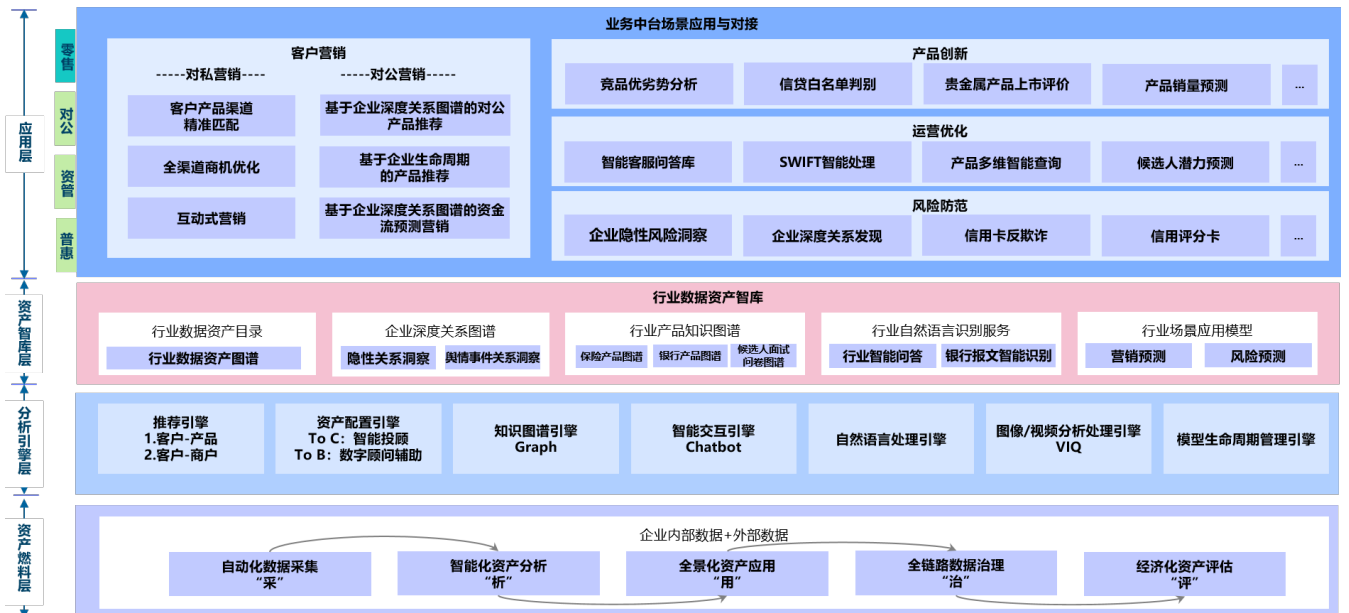 业务中台场景应用与对接
应用层
零售
对公
资管
普惠
客户营销
-----对私营销----
-----对公营销-----
客户产品渠道
精准匹配
全渠道商机优化
互动式营销
基于企业深度关系图谱的对公
产品推荐
基于企业生命周期
的产品推荐
基于企业深度关系图谱的资金
流预测营销
产品创新
竞品优劣势分析
信贷白名单判别
贵金属产品上市评价
产品销量预测
...
运营优化
智能客服问答库
SWIFT智能处理
产品多维智能查询
候选人潜力预测
...
风险防范
企业隐性风险洞察
企业深度关系发现
信用卡反欺诈
信用评分卡
...
资产智库层
行业数据资产智库
行业数据资产目录
行业数据资产图谱
企业深度关系图谱
隐性关系洞察
舆情事件关系洞察
行业产品知识图谱
保险产品图谱
银行产品图谱
候选人面试
问卷图谱
行业自然语言识别服务
行业智能问答
银行报文智能识别
行业场景应用模型
营销预测
风险预测
分析引擎层
推荐引擎
1.客户-产品
2.客户-商户
资产配置引擎
To C：智能投顾
To B：数字顾问辅助
知识图谱引擎
Graph
智能交互引擎
Chatbot
自然语言处理引擎
图像/视频分析处理引擎
VIQ
模型生命周期管理引擎
资产燃料层
企业内部数据+外部数据
自动化数据采集
“采”
智能化资产分析
“析”
全景化资产应用
“用”
全链路数据治理
“治”
经济化资产评估
“评”